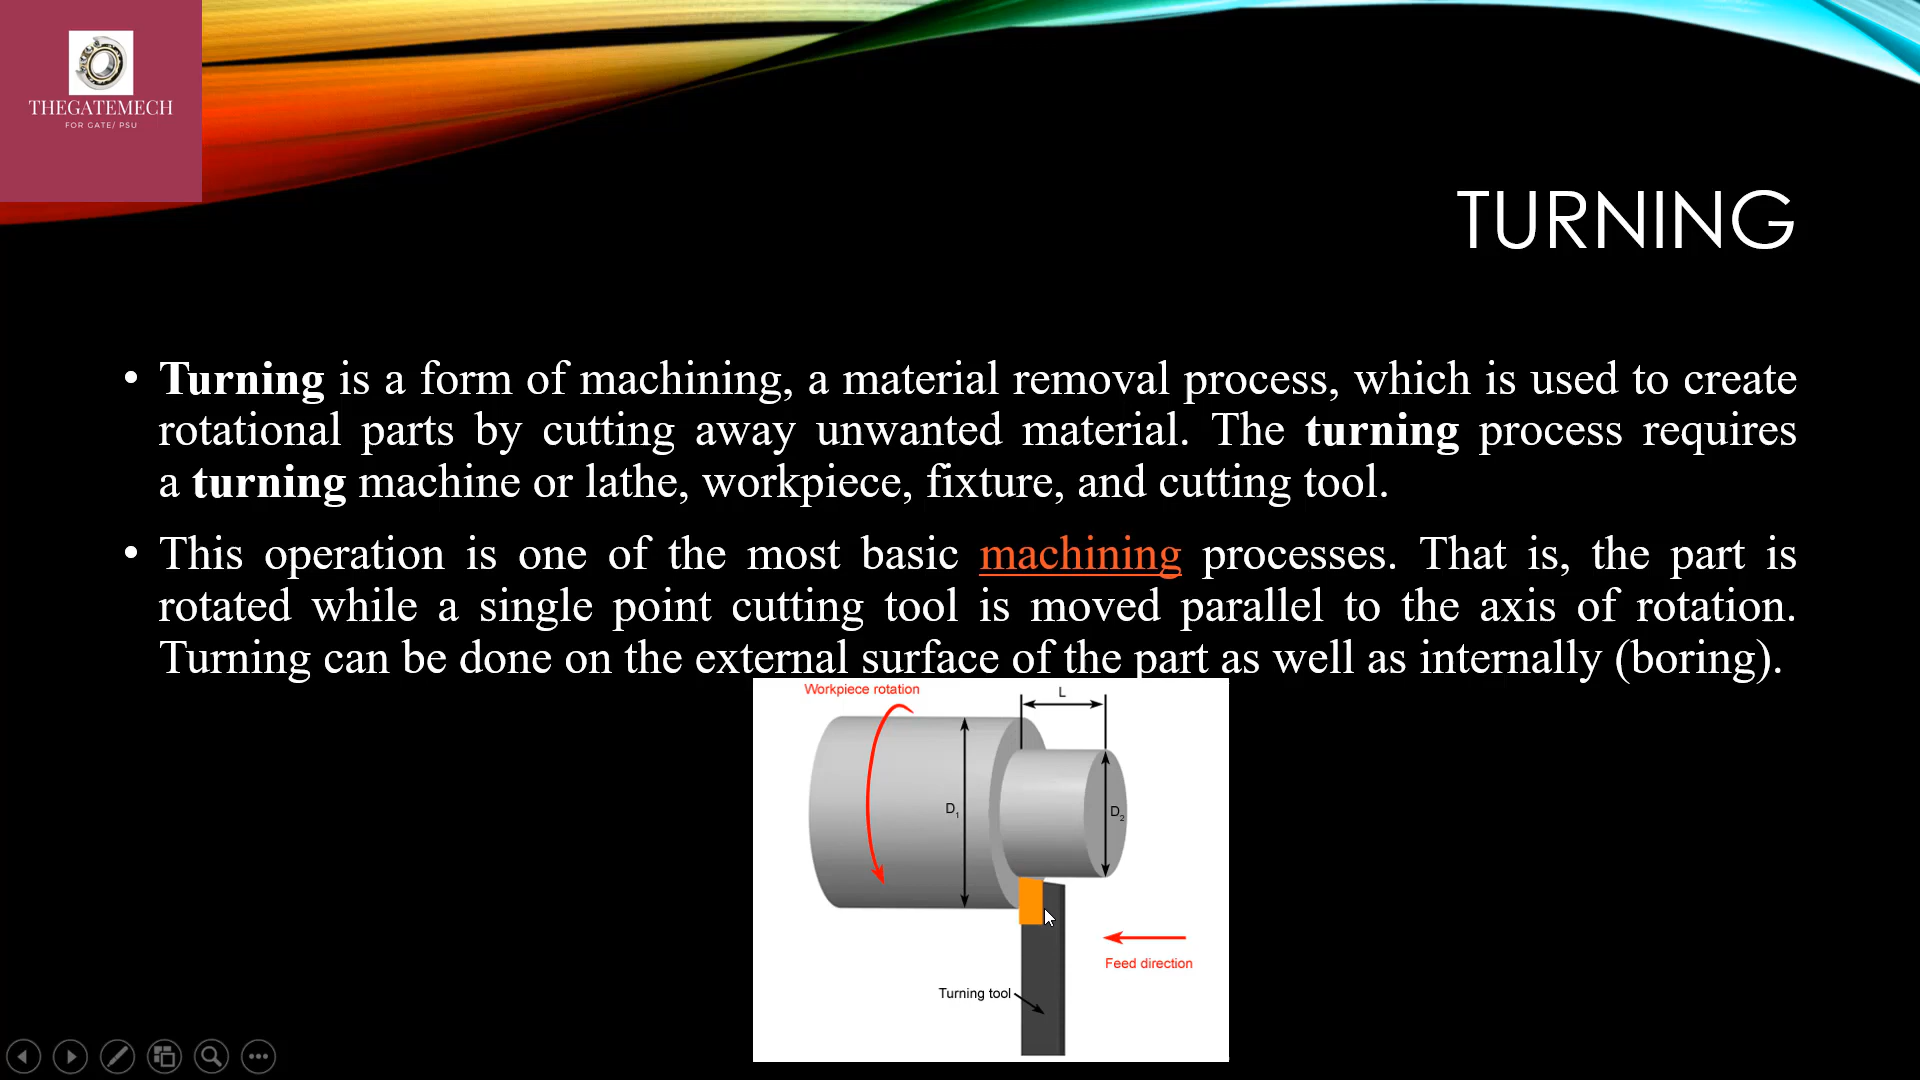 THEGATEMECH
FOR GATE/ PSU
TURNING
• Turning is a form of machining, a material removal process, which is used to create
rotational parts by cutting away unwanted material. The turning process requires
a turning machine or lathe, workpiece, fixture, and cutting tool.
• This operation is one of the most basic machining processes. That is, the part is
rotated while a single point cutting tool is moved parallel to the axis of rotation.
Turning can be done on the external surface of the part as well as internally (boring).
Workpiece rotation
L
D1
D2
Feed direction
Turning tool